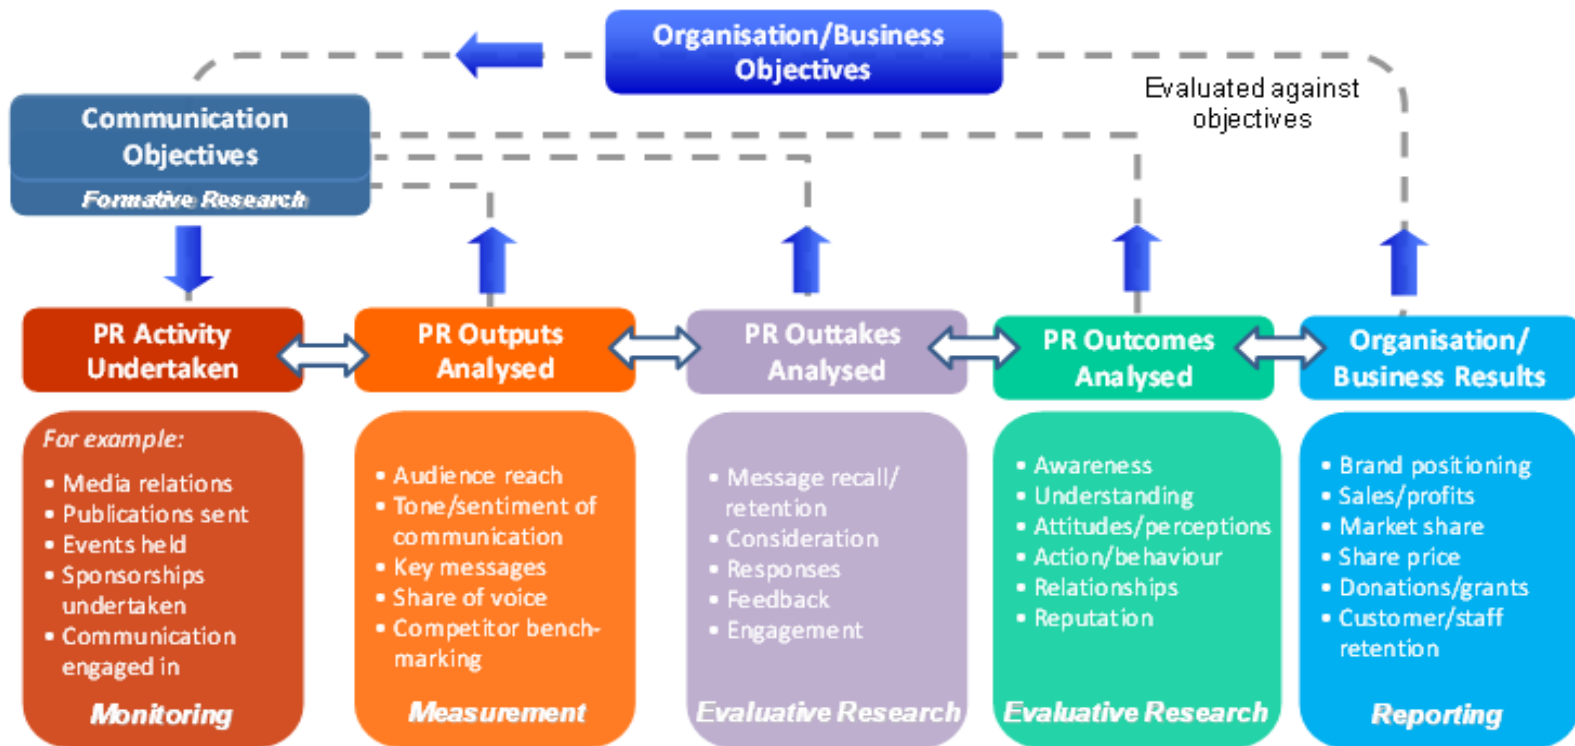 Organisation/Business
Objectives
Evaluated against
objectives
Communication
Objectives
Formative Research
PR Activity
Undertaken
PR Outputs
Analysed
PR Outtakes
Analysed
PR Outcomes
Analysed
Organisation/
Business Results
For example:
• Media relations
• Publications sent
• Events held
• Sponsorships
undertaken
• Communication
engaged in
Monitoring
• Audience reach
• Tone/sentiment of
communication
• Key messages
• Share of voice
• Competitor bench-
marking
Measurement
• Message recall/
retention
• Consideration
• Responses
• Feedback
• Engagement
Evaluative Research
• Awareness
• Understanding
• Attitudes/perceptions
• Action/behaviour
• Relationships
• Reputation
Evaluative Research
• Brand positioning
• Sales/profits
• Market share
• Share price
• Donations/grants
• Customer/staff
retention
Reporting